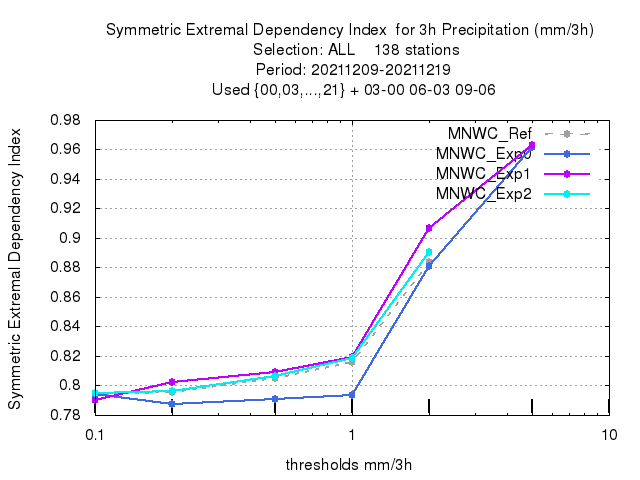 Symmetric Extremal Dependency Index  for 3h Precipitation (mm/3h)
Selection: ALL    138 stations
Period: 20211209-20211219
Used {00,03,...,21} + 03-00 06-03 09-06
Symmetric Extremal Dependency Index
0.98
0.96
0.94
0.92
0.9
0.88
0.86
0.84
0.82
0.8
0.78
MNWC_Ref
MNWC_Exp0
MNWC_Exp1
MNWC_Exp2
0.1
1
10
thresholds mm/3h